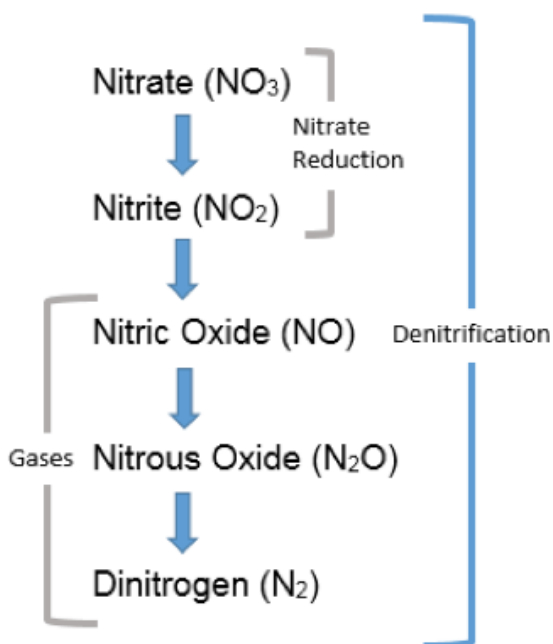 Nitrate (NO₃)
Nitrate
Reduction
Nitrite (NO₂)
Nitric Oxide (NO)
Denitrification
Gases
Nitrous Oxide (N₂O)
Dinitrogen (N₂)